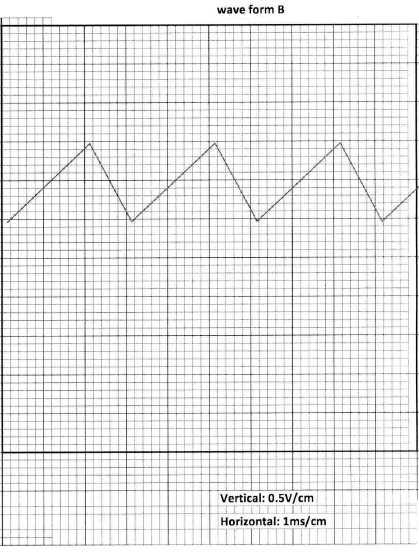 wave form B
Vertical: 0.5V/cm
Horizontal: 1ms/cm